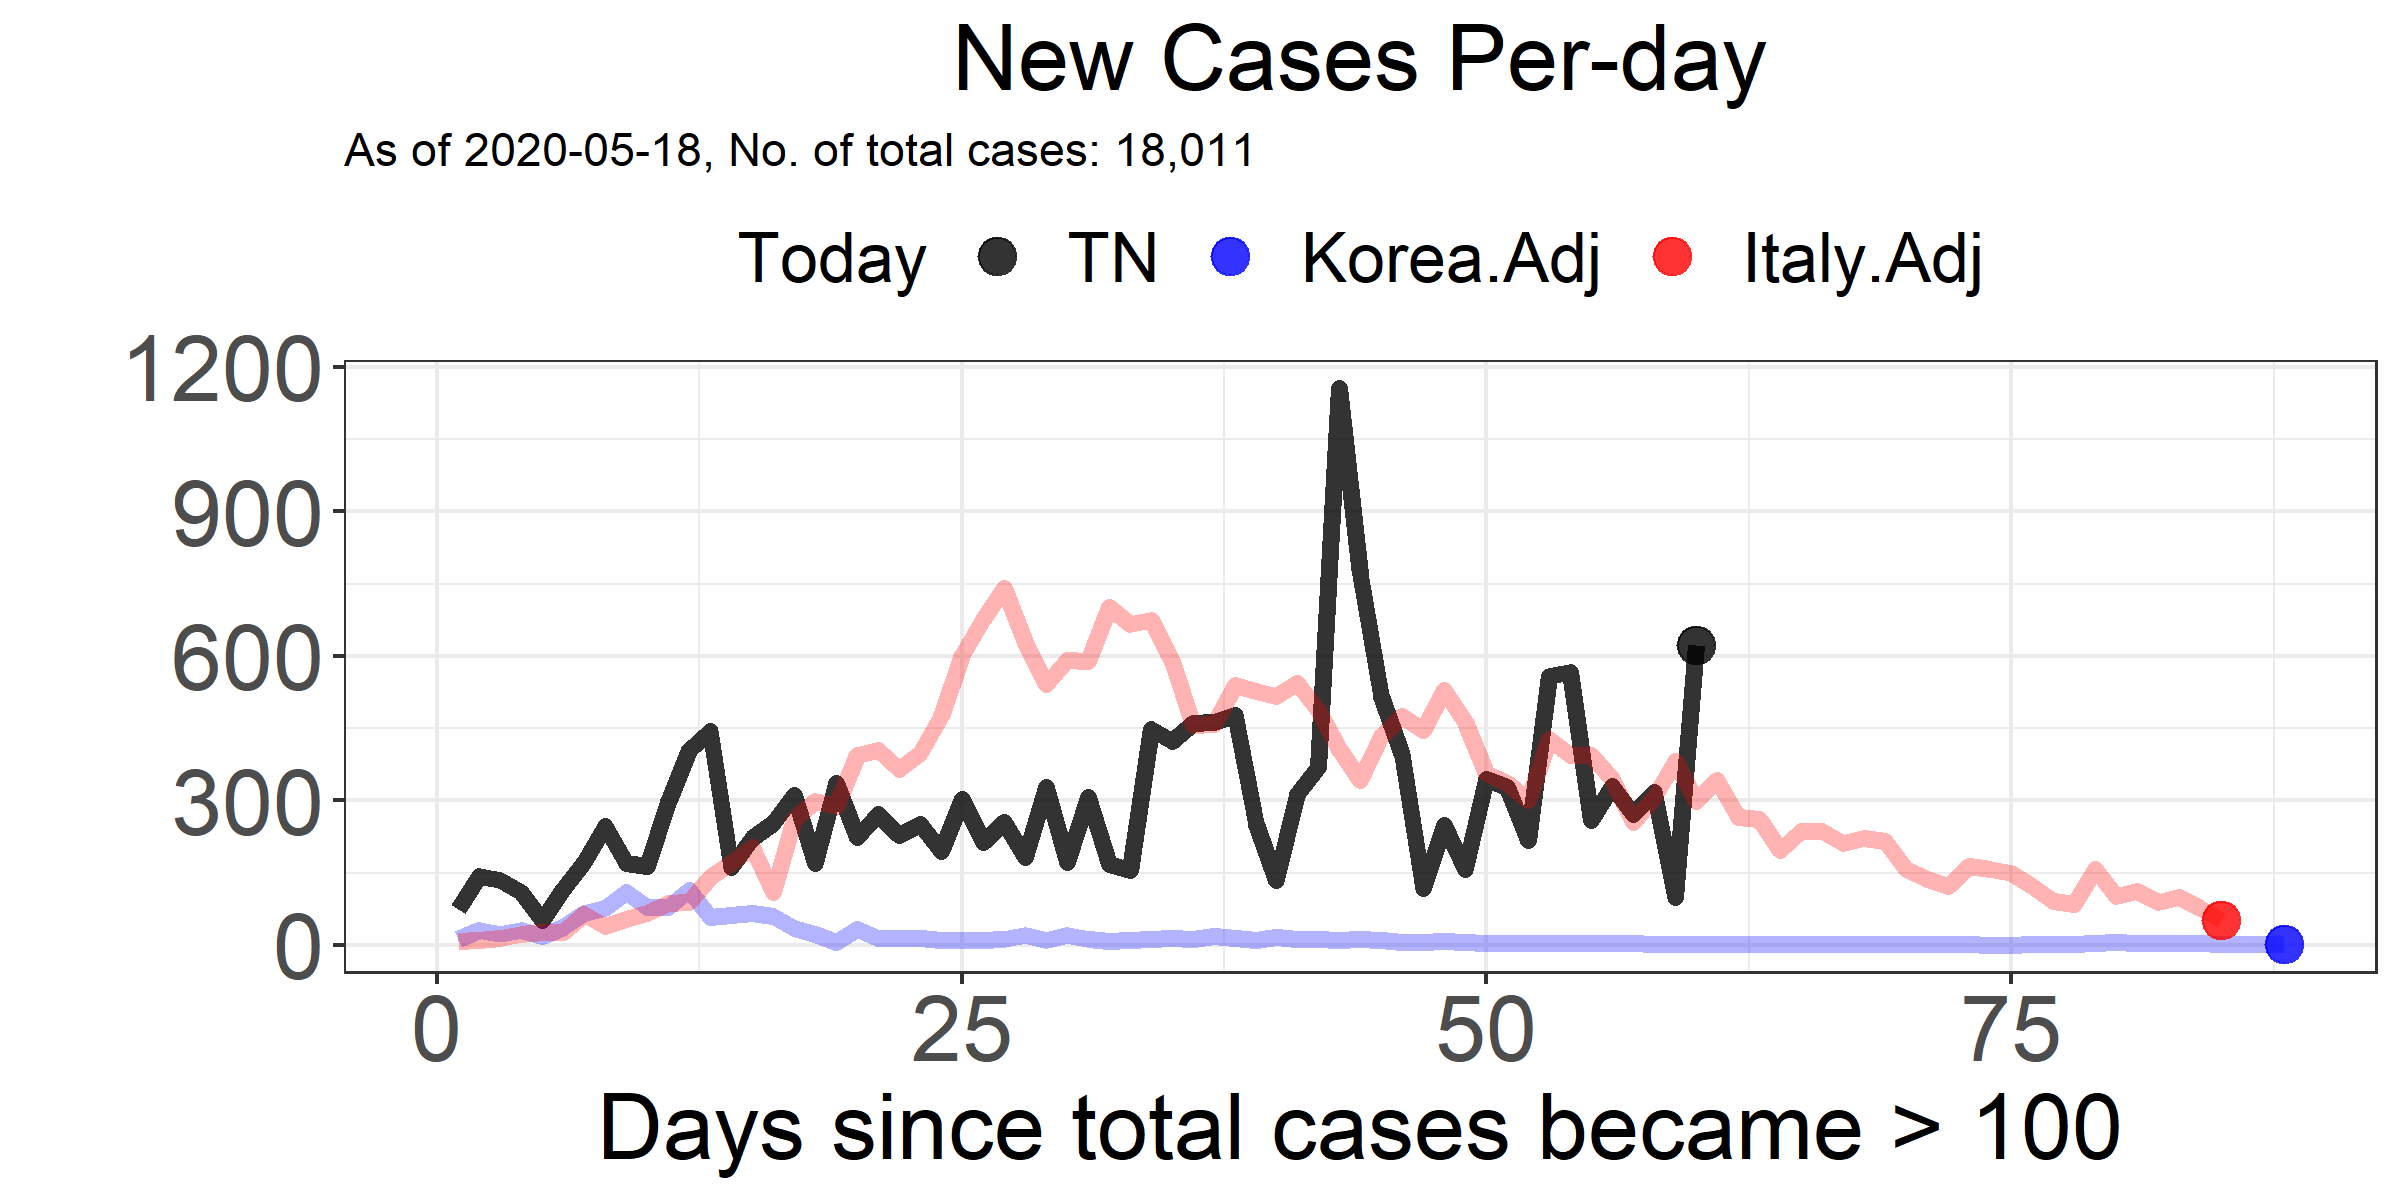 New Cases Per-day
As of 2020-05-18, No. of total cases: 18,011
Today TN Korea.Adj Italy.Adj
1200
900
600
300
0
0 25 50 75
Days since total cases became > 100